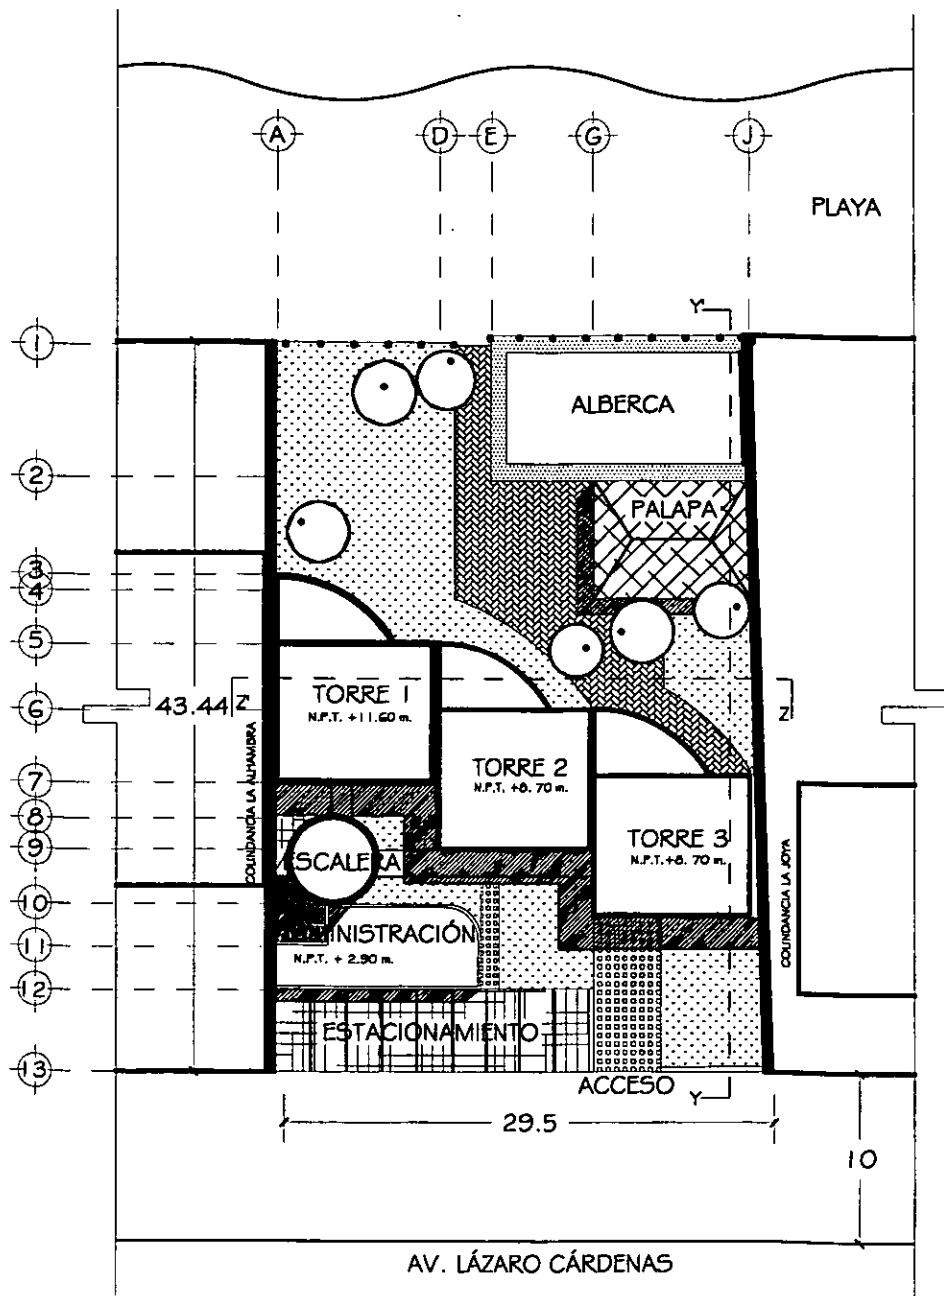 A D E G J
PLAYA
Y'
1
ALBERCA
2
PALAPA
3
4
5
TORRE 1
N.P.T. +11.60 m.
6
43.44
Z'
Z
TORRE 2
N.P.T. +8.70 m.
7
8
TORRE 3
N.P.T. +8.70 m.
9
ESCALERA
COLINDANCIA LA ALHAMBRA
COLINDANCIA LA JOYA
10
11
NISTRACIÓN
N.P.T. + 2.90 m.
12
ESTACIONAMIENTO
13
ACCESO
Y
29.5
10
AV. LÁZARO CÁRDENAS